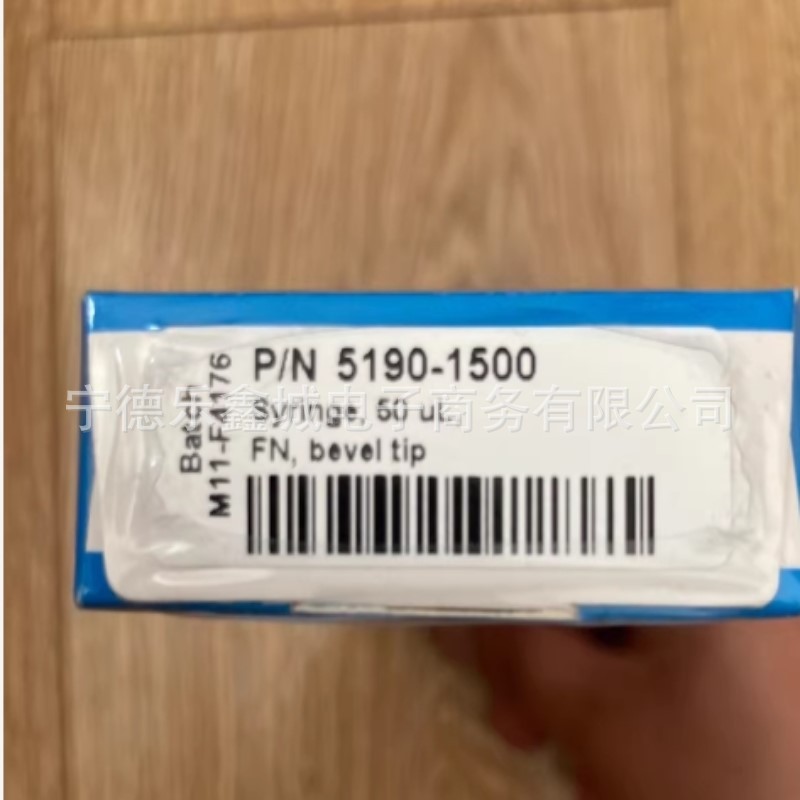 P/N 5190-1500
Syringe, 50 uL
FN, bevel tip
Batch
M11-F4176
宁德乐鑫城电子商务有限公司